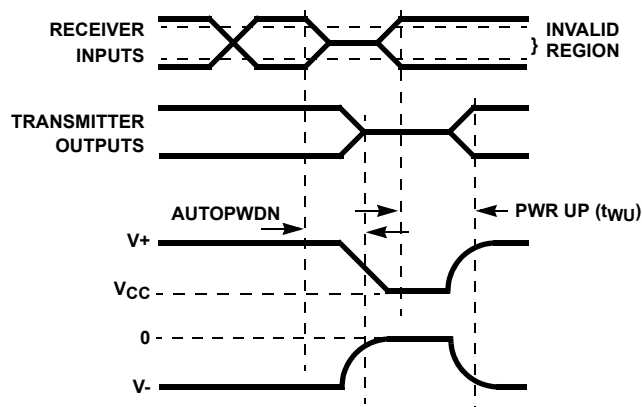 RECEIVER
INPUTS
INVALID
} REGION
TRANSMITTER
OUTPUTS
AUTOPWDN
PWR UP (tWU)
V+
VCC
0
V-